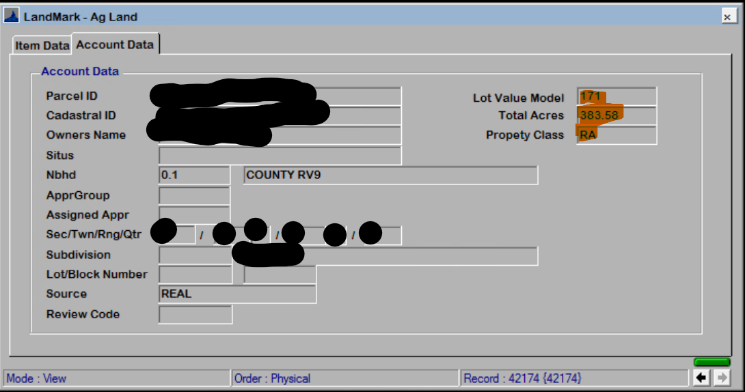 LandMark - Ag Land
Item Data Account Data
Account Data
Parcel ID
Lot Value Model 171
Cadastral ID
Total Acres 383.58
Owners Name
Propety Class RA
Situs
Nbhd 0.1 COUNTY RV9
ApprGroup
Assigned Appr
Sec/Twn/Rng/Qtr / / /
Subdivision
Lot/Block Number
Source REAL
Review Code
Mode : View Order : Physical Record : 42174 {42174}